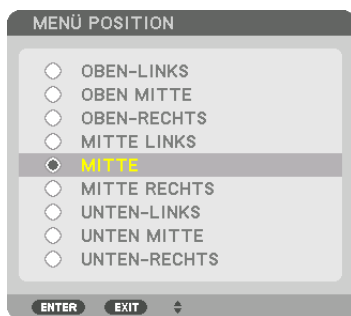 MENÜ POSITION
OBEN-LINKS
OBEN MITTE
OBEN-RECHTS
MITTE LINKS
MITTE
MITTE RECHTS
UNTEN-LINKS
UNTEN MITTE
UNTEN-RECHTS
ENTER EXIT